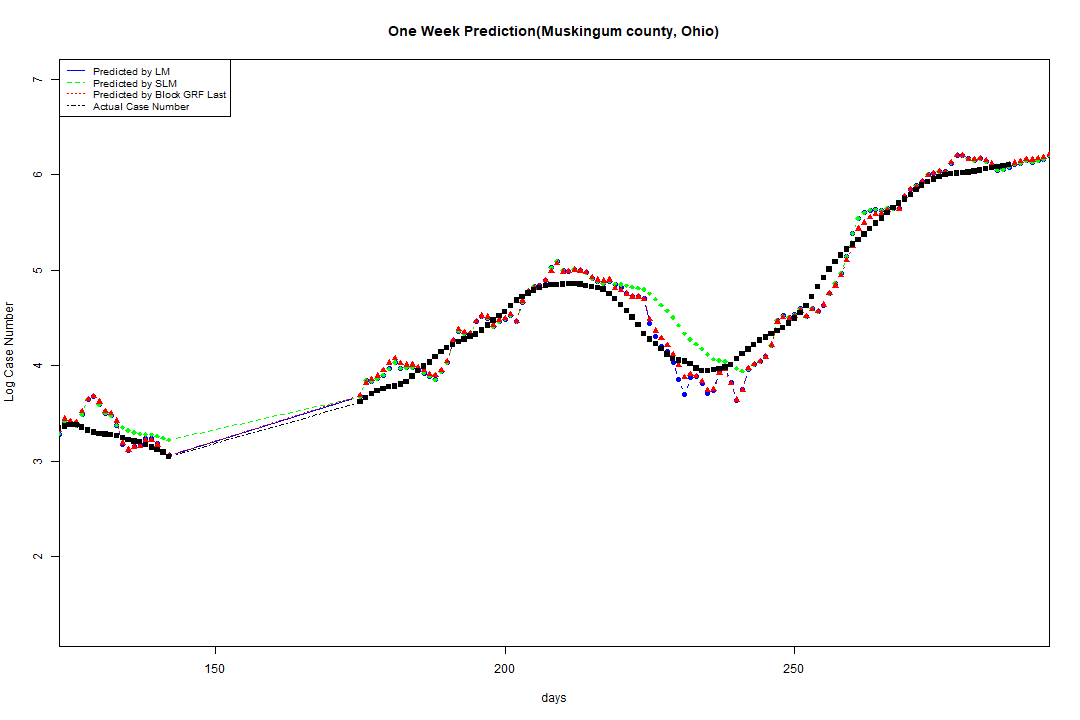 One Week Prediction(Muskingum county, Ohio)
Predicted by LM
Predicted by SLM
Predicted by Block GRF Last
Actual Case Number
7
6
5
4
3
2
Log Case Number
150
200
250
days